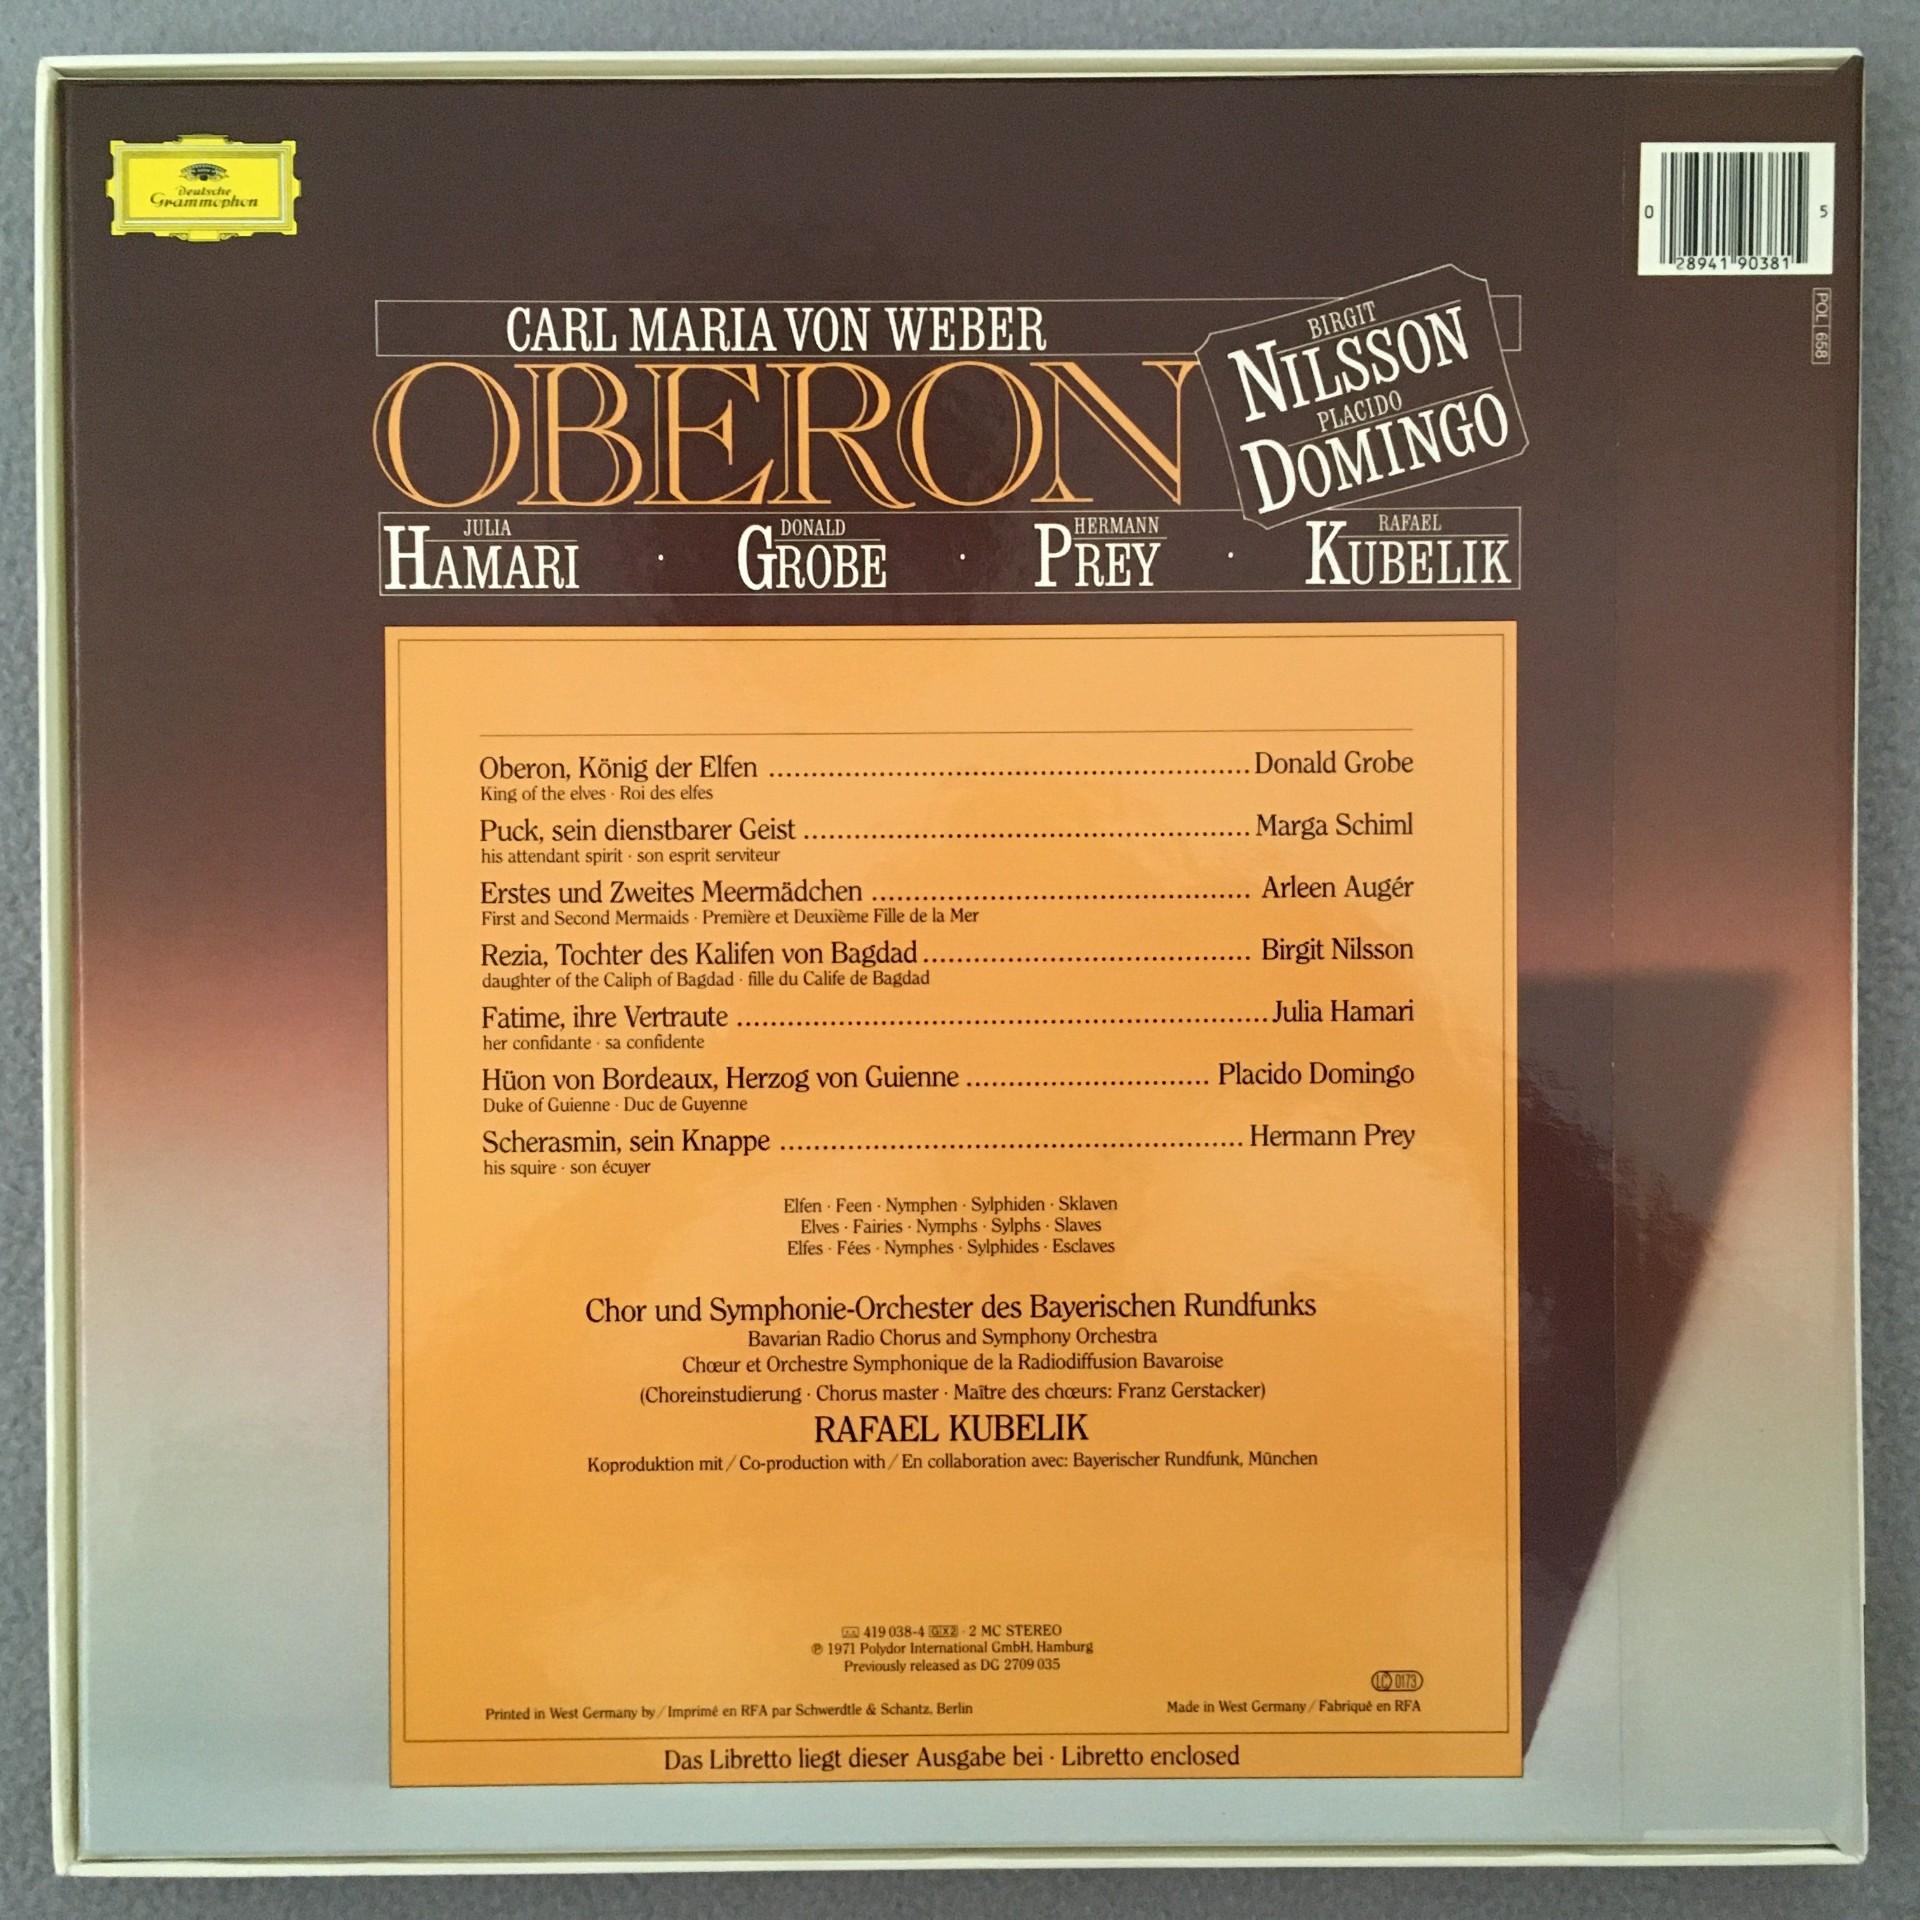 Deutsche
Grammophon
0 28941 90381 5
POL 658
CARL MARIA VON WEBER
OBERON
BIRGIT
NILSSON
PLACIDO
DOMINGO
JULIA
HAMARI
·
DONALD
GROBE
·
HERMANN
PREY
·
RAFAEL
KUBELIK
Oberon, König der Elfen ........................................................ Donald Grobe
King of the elves · Roi des elfes
Puck, sein dienstbarer Geist .................................................... Marga Schiml
his attendant spirit · son esprit serviteur
Erstes und Zweites Meermädchen ............................................ Arleen Augér
First and Second Mermaids · Première et Deuxième Fille de la Mer
Rezia, Tochter des Kalifen von Bagdad ...................................... Birgit Nilsson
daughter of the Caliph of Bagdad · fille du Calife de Bagdad
Fatime, ihre Vertraute .............................................................. Julia Hamari
her confidante · sa confidente
Hüon von Bordeaux, Herzog von Guienne ............................ Placido Domingo
Duke of Guienne · Duc de Guyenne
Scherasmin, sein Knappe ...................................................... Hermann Prey
his squire · son écuyer
Elfen · Feen · Nymphen · Sylphiden · Sklaven
Elves · Fairies · Nymphs · Sylphs · Slaves
Elfes · Fées · Nymphes · Sylphides · Esclaves
Chor und Symphonie-Orchester des Bayerischen Rundfunks
Bavarian Radio Chorus and Symphony Orchestra
Chœur et Orchestre Symphonique de la Radiodiffusion Bavaroise
(Choreinstudierung · Chorus master · Maître des chœurs: Franz Gerstacker)
RAFAEL KUBELIK
Koproduktion mit / Co-production with / En collaboration avec: Bayerischer Rundfunk, München
419 038-4 GX2 · 2 MC STEREO
℗ 1971 Polydor International GmbH, Hamburg
Previously released as DG 2709 035
LC 0173
Printed in West Germany by / Imprimé en RFA par Schwerdtle & Schantz, Berlin
Made in West Germany / Fabriqué en RFA
Das Libretto liegt dieser Ausgabe bei · Libretto enclosed